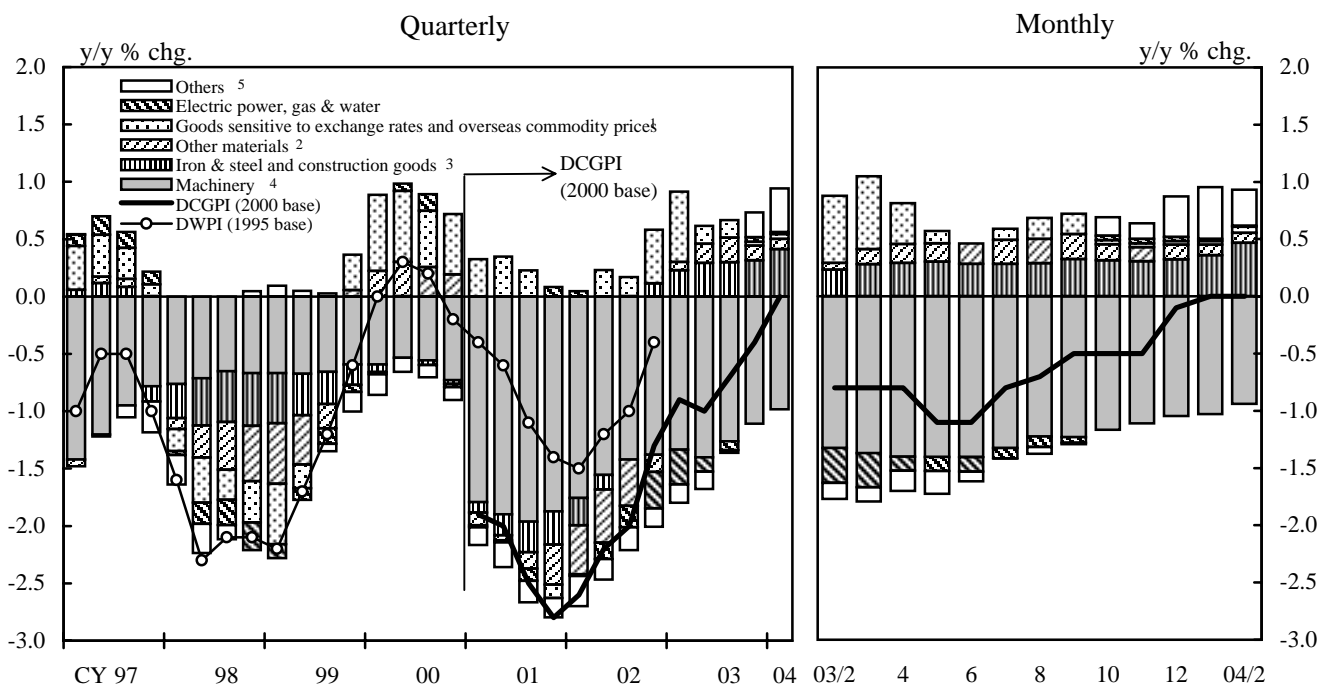 Quarterly
Monthly
y/y % chg.
y/y % chg.
2.0
1.5
1.0
0.5
0.0
-0.5
-1.0
-1.5
-2.0
-2.5
-3.0
Others 5
Electric power, gas & water
Goods sensitive to exchange rates and overseas commodity prices 1
Other materials 2
Iron & steel and construction goods 3
Machinery 4
DCGPI (2000 base)
DWPI (1995 base)
DCGPI
(2000 base)
2.0
1.5
1.0
0.5
0.0
-0.5
-1.0
-1.5
-2.0
-2.5
-3.0
CY 97 98 99 00 01 02 03 04
03/2 4 6 8 10 12 04/2